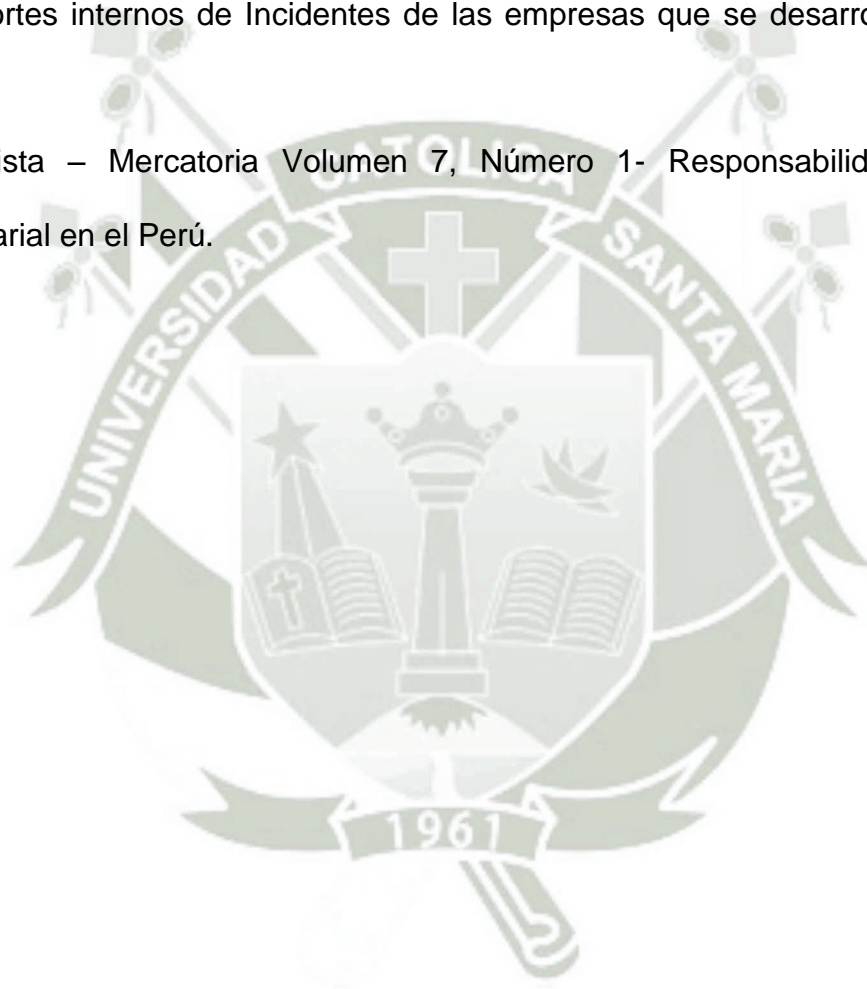 ortes internos de Incidentes de las empresas que se desarro
ista – Mercatoria Volumen 7, Número 1- Responsabilid
arial en el Perú.
UNIVERSIDAD CATOLICA SANTA MARIA
1961